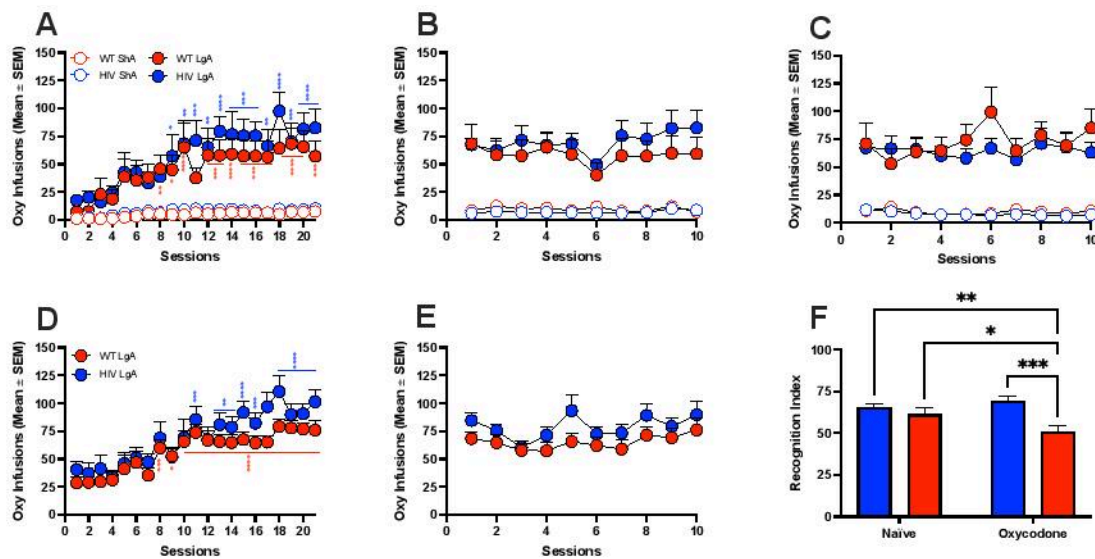 A
Oxy Infusions (Mean ± SEM)
150
125
100
75
50
25
0
WT ShA
WT LgA
HIV ShA
HIV LgA
0 2 4 6 8 10 12 14 16 18 20
Sessions
B
Oxy Infusions (Mean ± SEM)
150
125
100
75
50
25
0
0 2 4 6 8 10
Sessions
C
Oxy Infusions (Mean ± SEM)
150
125
100
75
50
25
0
0 2 4 6 8 10
Sessions
D
Oxy Infusions (Mean ± SEM)
150
125
100
75
50
25
0
WT LgA
HIV LgA
0 2 4 6 8 10 12 14 16 18 20
Sessions
E
Oxy Infusions (Mean ± SEM)
150
125
100
75
50
25
0
0 2 4 6 8 10
Sessions
F
Recognition Index
100
75
50
25
0
**
*
***
Naïve Oxycodone